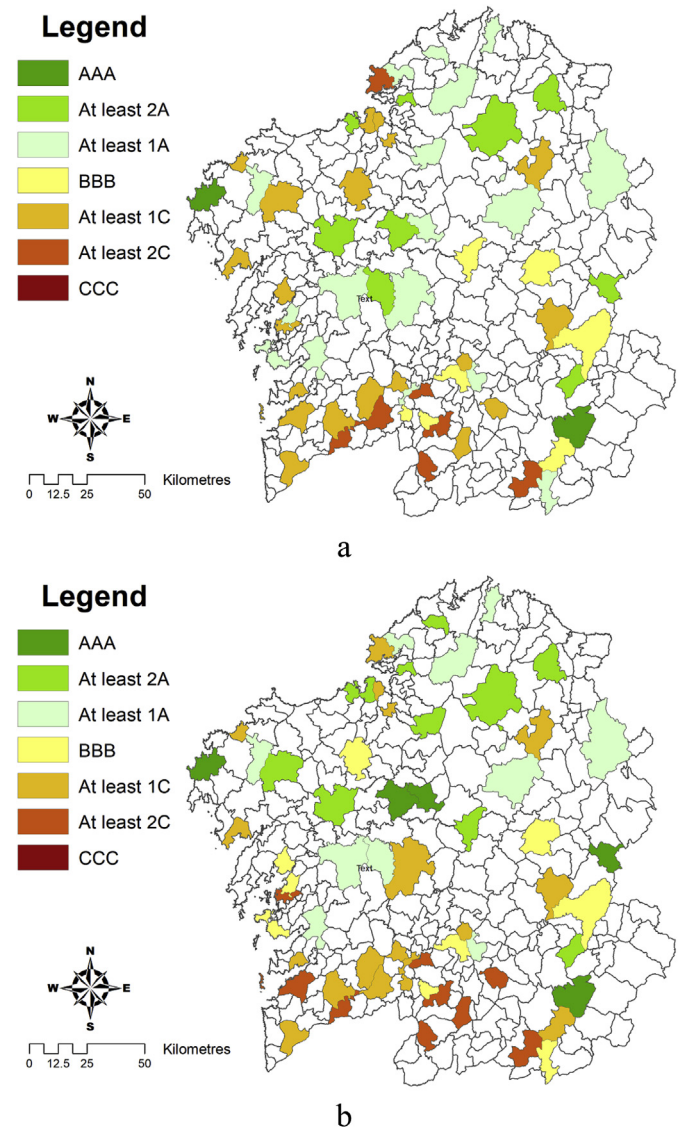 Legend
AAA
At least 2A
At least 1A
BBB
At least 1C
At least 2C
CCC
Text
N
W E
S
Kilometres
0 12.5 25 50
a
Legend
AAA
At least 2A
At least 1A
BBB
At least 1C
At least 2C
CCC
Text
N
W E
S
Kilometres
0 12.5 25 50
b